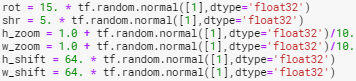 rot = 15. * tf.random.normal([1],dtype='float32')
shr = 5. * tf.random.normal([1],dtype='float32')
h_zoom = 1.0 + tf.random.normal([1],dtype='float32')/10.
w_zoom = 1.0 + tf.random.normal([1],dtype='float32')/10.
h_shift = 64. * tf.random.normal([1],dtype='float32')
w_shift = 64. * tf.random.normal([1],dtype='float32')